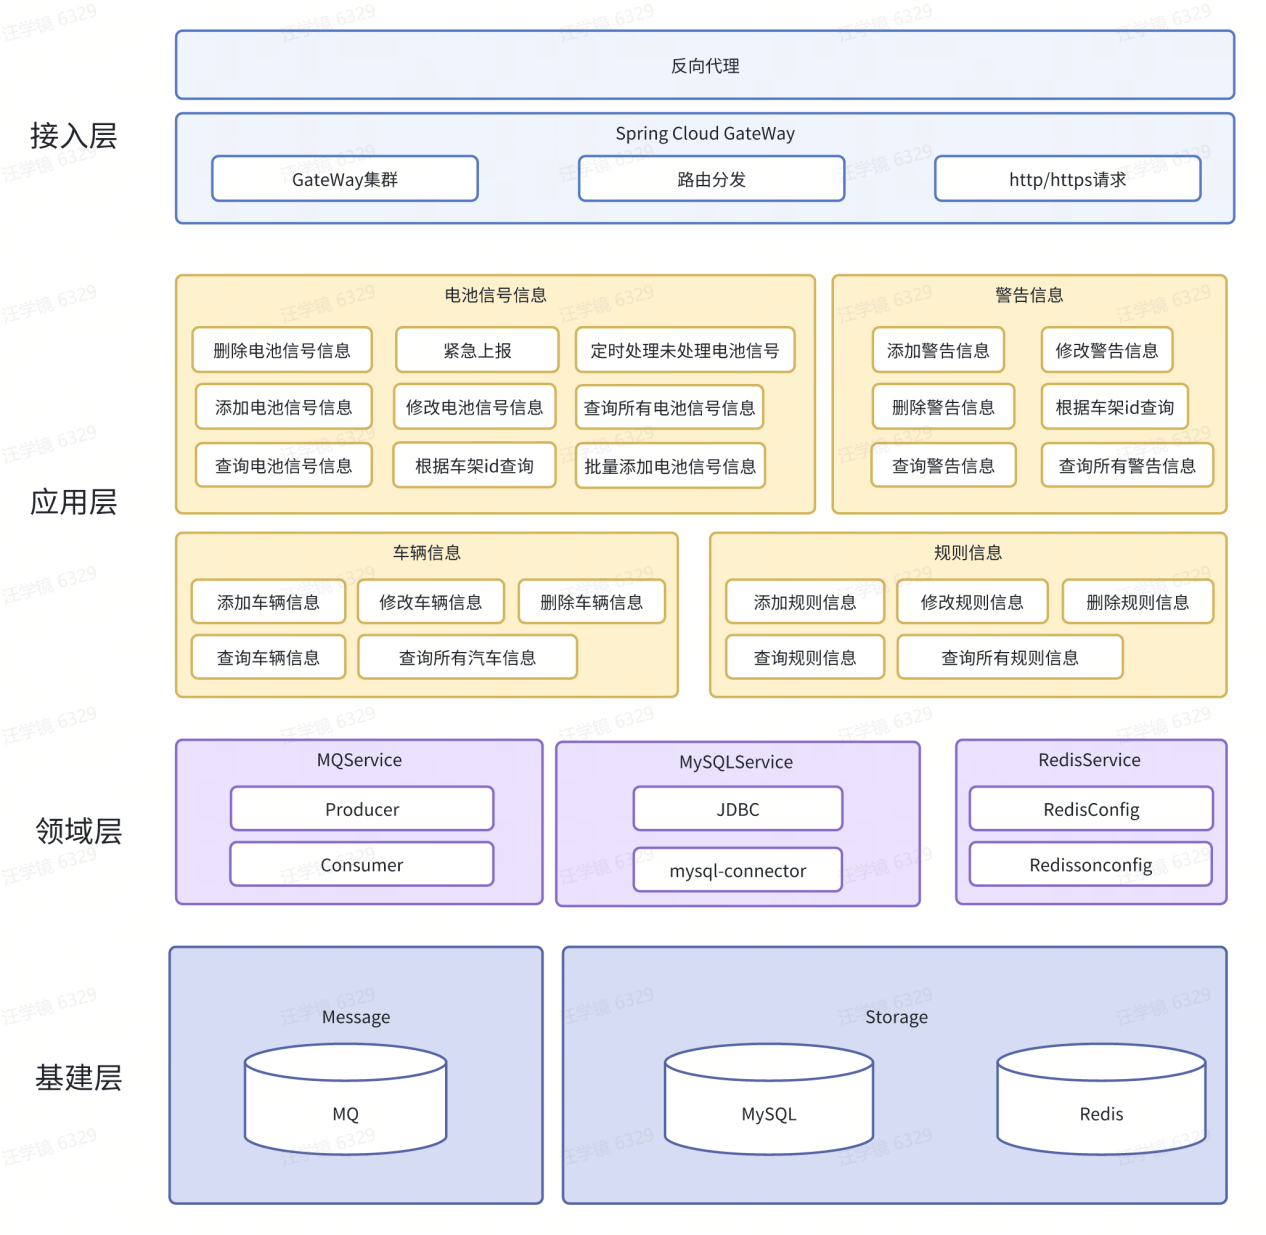 反向代理
接入层
Spring Cloud GateWay
GateWay集群
路由分发
http/https请求
应用层
电池信号信息
删除电池信号信息
紧急上报
定时处理未处理电池信号
添加电池信号信息
修改电池信号信息
查询所有电池信号信息
查询电池信号信息
根据车架id查询
批量添加电池信号信息
警告信息
添加警告信息
修改警告信息
删除警告信息
根据车架id查询
查询警告信息
查询所有警告信息
车辆信息
添加车辆信息
修改车辆信息
删除车辆信息
查询车辆信息
查询所有汽车信息
规则信息
添加规则信息
修改规则信息
删除规则信息
查询规则信息
查询所有规则信息
领域层
MQService
Producer
Consumer
MySQLService
JDBC
mysql-connector
RedisService
RedisConfig
Redissonconfig
基建层
Message
MQ
Storage
MySQL
Redis
汪学镜 6329